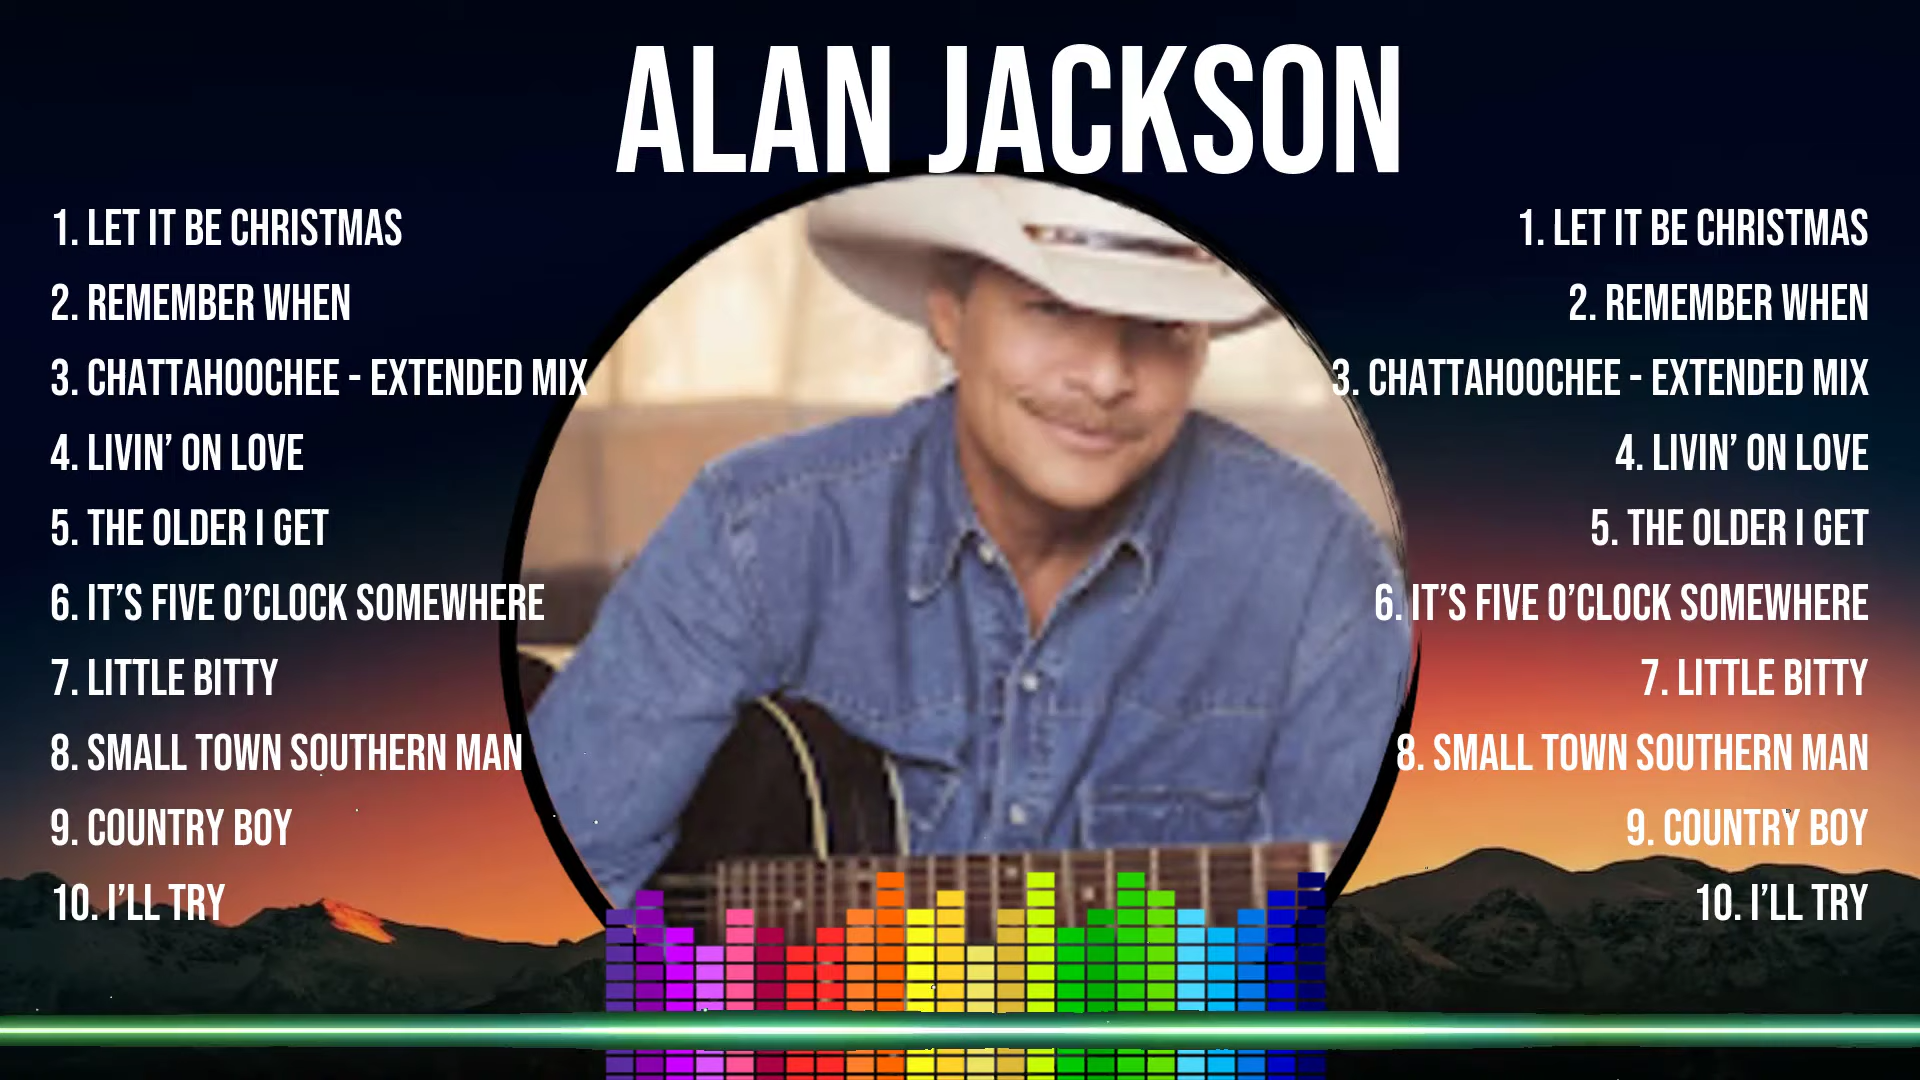 ALAN JACKSON
1. LET IT BE CHRISTMAS
2. REMEMBER WHEN
3. CHATTAHOOCHEE - EXTENDED MIX
4. LIVIN’ ON LOVE
5. THE OLDER I GET
6. IT’S FIVE O’CLOCK SOMEWHERE
7. LITTLE BITTY
8. SMALL TOWN SOUTHERN MAN
9. COUNTRY BOY
10. I’LL TRY
1. LET IT BE CHRISTMAS
2. REMEMBER WHEN
3. CHATTAHOOCHEE - EXTENDED MIX
4. LIVIN’ ON LOVE
5. THE OLDER I GET
6. IT’S FIVE O’CLOCK SOMEWHERE
7. LITTLE BITTY
8. SMALL TOWN SOUTHERN MAN
9. COUNTRY BOY
10. I’LL TRY